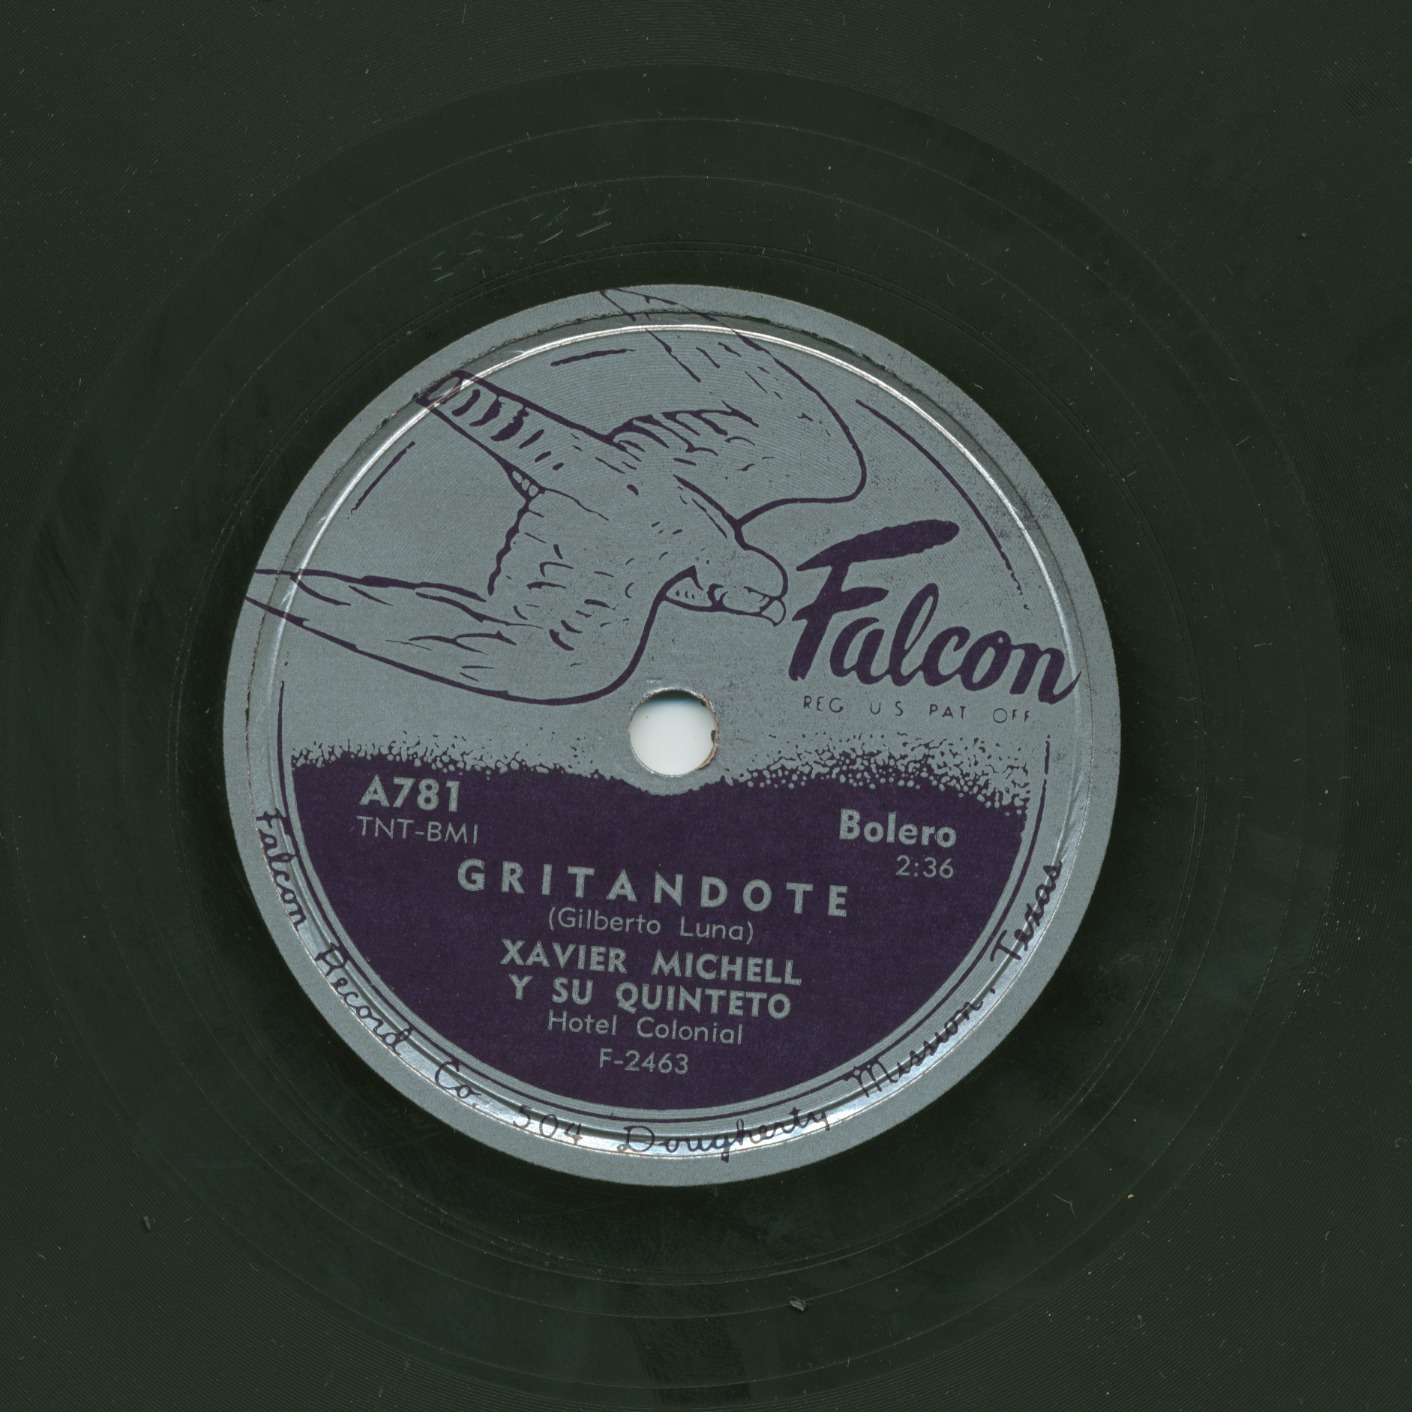 Falcon
REG U S PAT OFF
A781
TNT-BMI
Bolero
2:36
GRITANDOTE
(Gilberto Luna)
XAVIER MICHELL
Y SU QUINTETO
Hotel Colonial
F-2463
Falcon Record Co. 504 Dougherty Mission, Texas